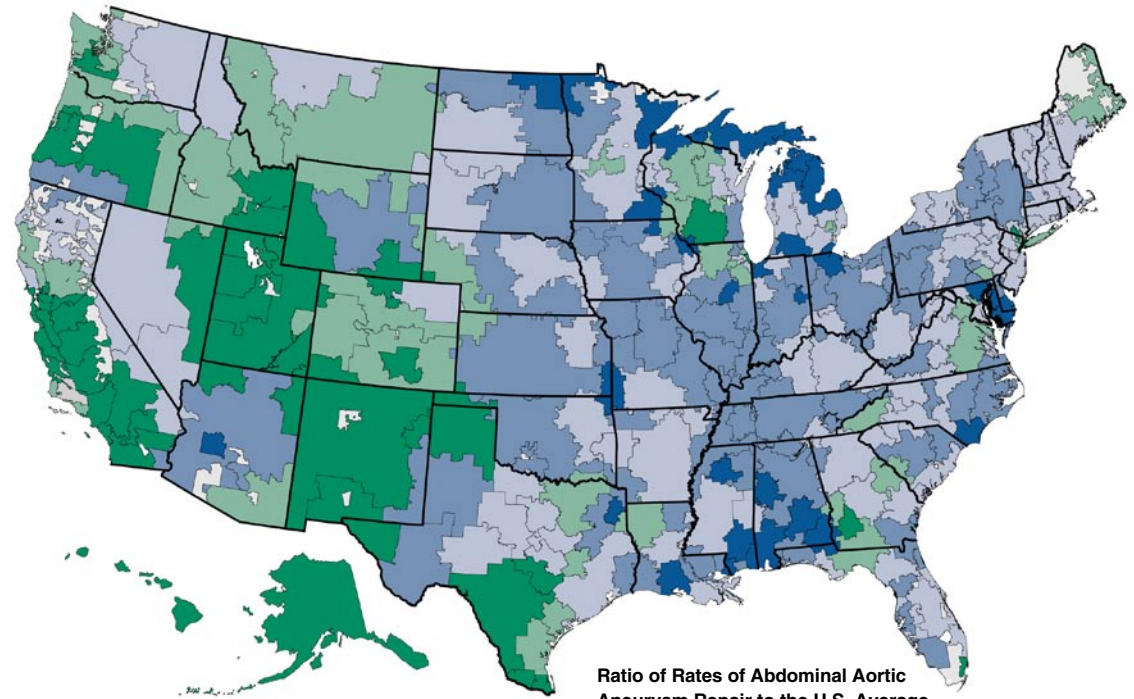 Ratio of Rates of Abdominal Aortic
Aneurysm Repair to the U.S. Average